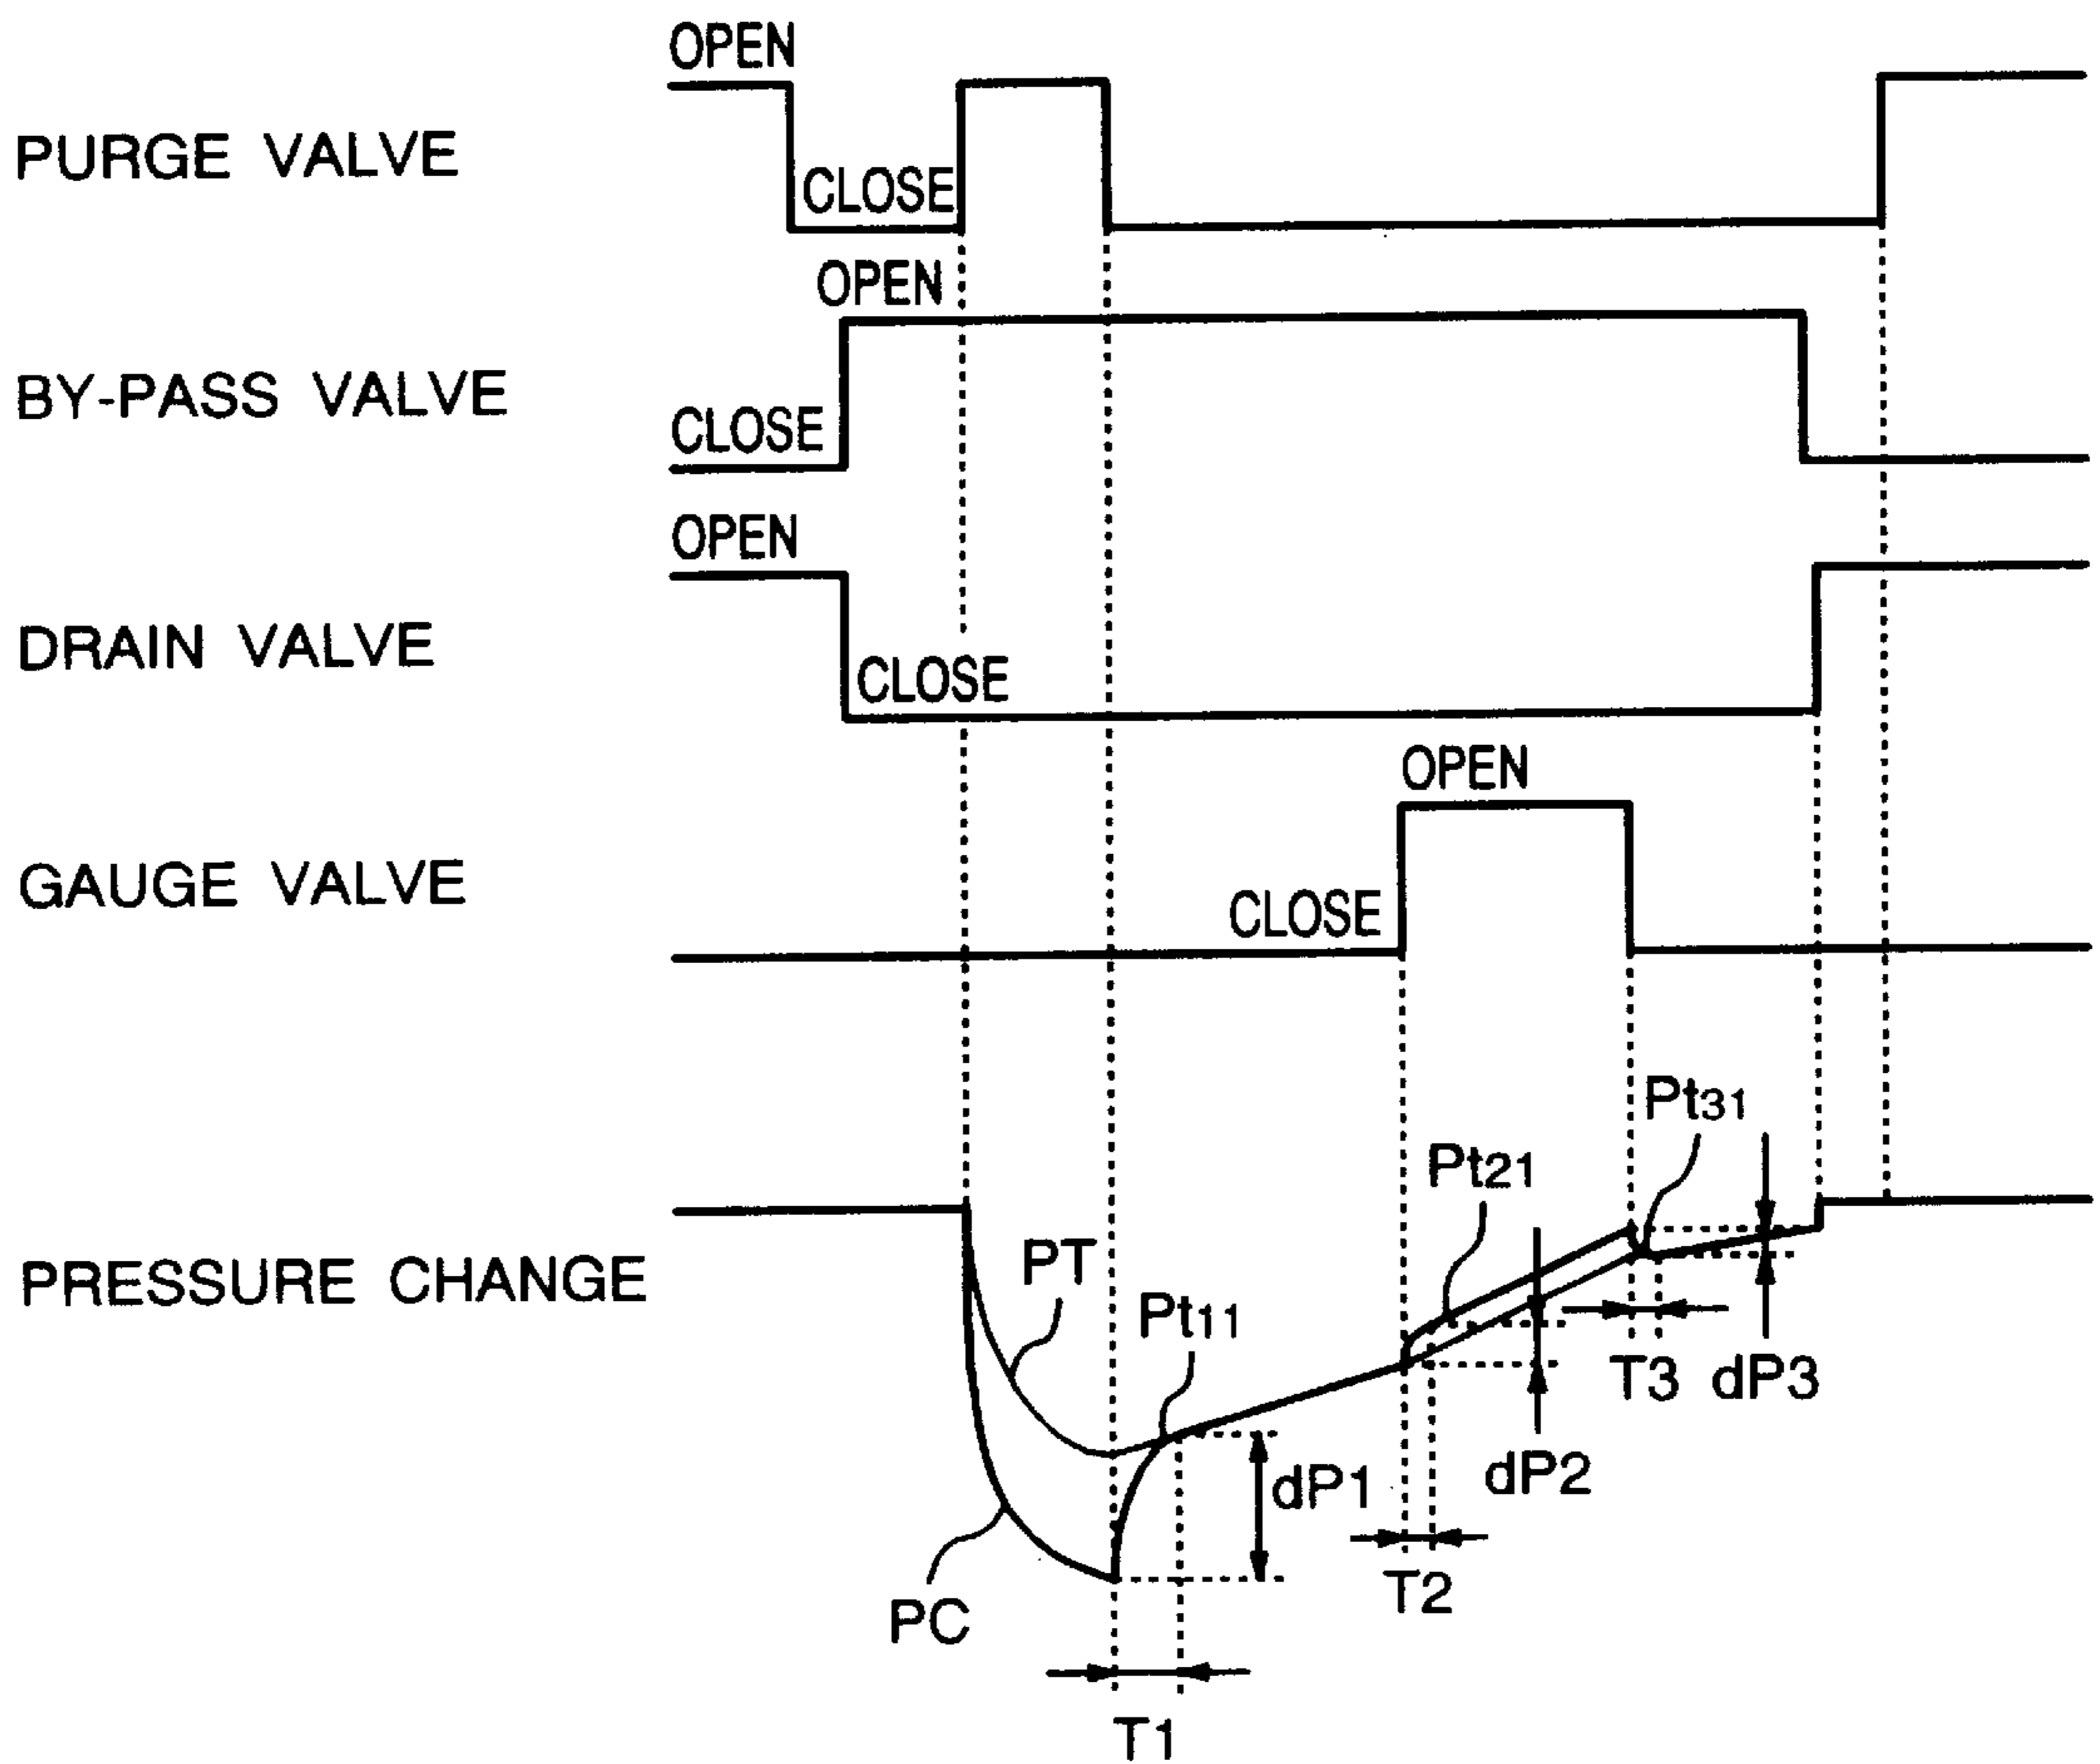 OPEN
PURGE VALVE
CLOSE
OPEN
BY-PASS VALVE
CLOSE
OPEN
DRAIN VALVE
CLOSE
OPEN
GAUGE VALVE
CLOSE
Pt31
Pt21
PRESSURE CHANGE
PT
Pt11
T3
dP3
dP1
dP2
T2
PC
T1